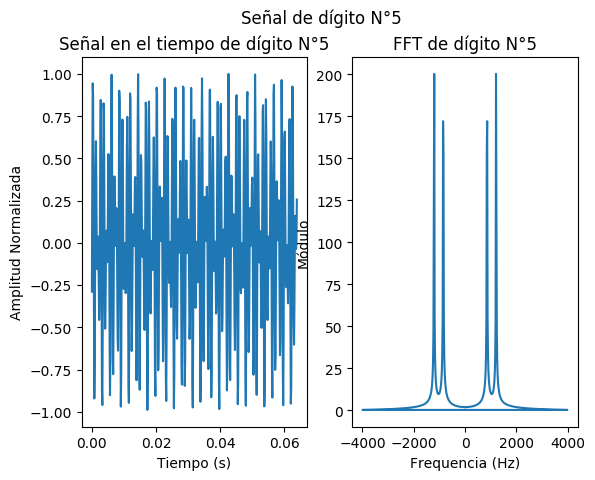 Señal de dígito N°5
Señal en el tiempo de dígito N°5
Amplitud Normalizada
1.00
0.75
0.50
0.25
0.00
−0.25
−0.50
−0.75
−1.00
0.00 0.02 0.04 0.06
Tiempo (s)
FFT de dígito N°5
Módulo
200
175
150
125
100
75
50
25
0
−4000 −2000 0 2000 4000
Frequencia (Hz)